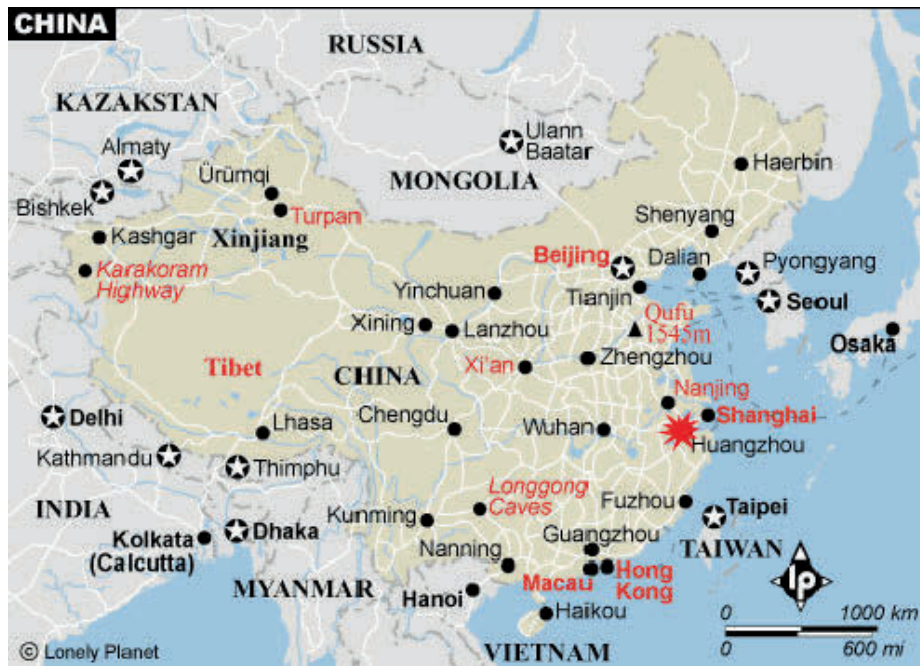 CHINA
RUSSIA
KAZAKSTAN
Almaty
Ulann
Baatar
Haerbin
Ürümqi
MONGOLIA
Bishkek
Turpan
Shenyang
Kashgar
Xinjiang
Beijing
Dalian
Pyongyang
Karakoram
Highway
Yinchuan
Tianjin
Seoul
Qufu
1545m
Xining
Lanzhou
Osaka
Tibet
CHINA
Xi'an
Zhengzhou
Nanjing
Delhi
Lhasa
Chengdu
Wuhan
Shanghai
Huangzhou
Kathmandu
Thimphu
INDIA
Longgong
Caves
Fuzhou
Taipei
Kunming
Kolkata
(Calcutta)
Dhaka
Guangzhou
TAIWAN
Nanning
MYANMAR
Macau
Hong
Kong
lp
Hanoi
Haikou
0 1000 km
0 600 mi
© Lonely Planet
VIETNAM